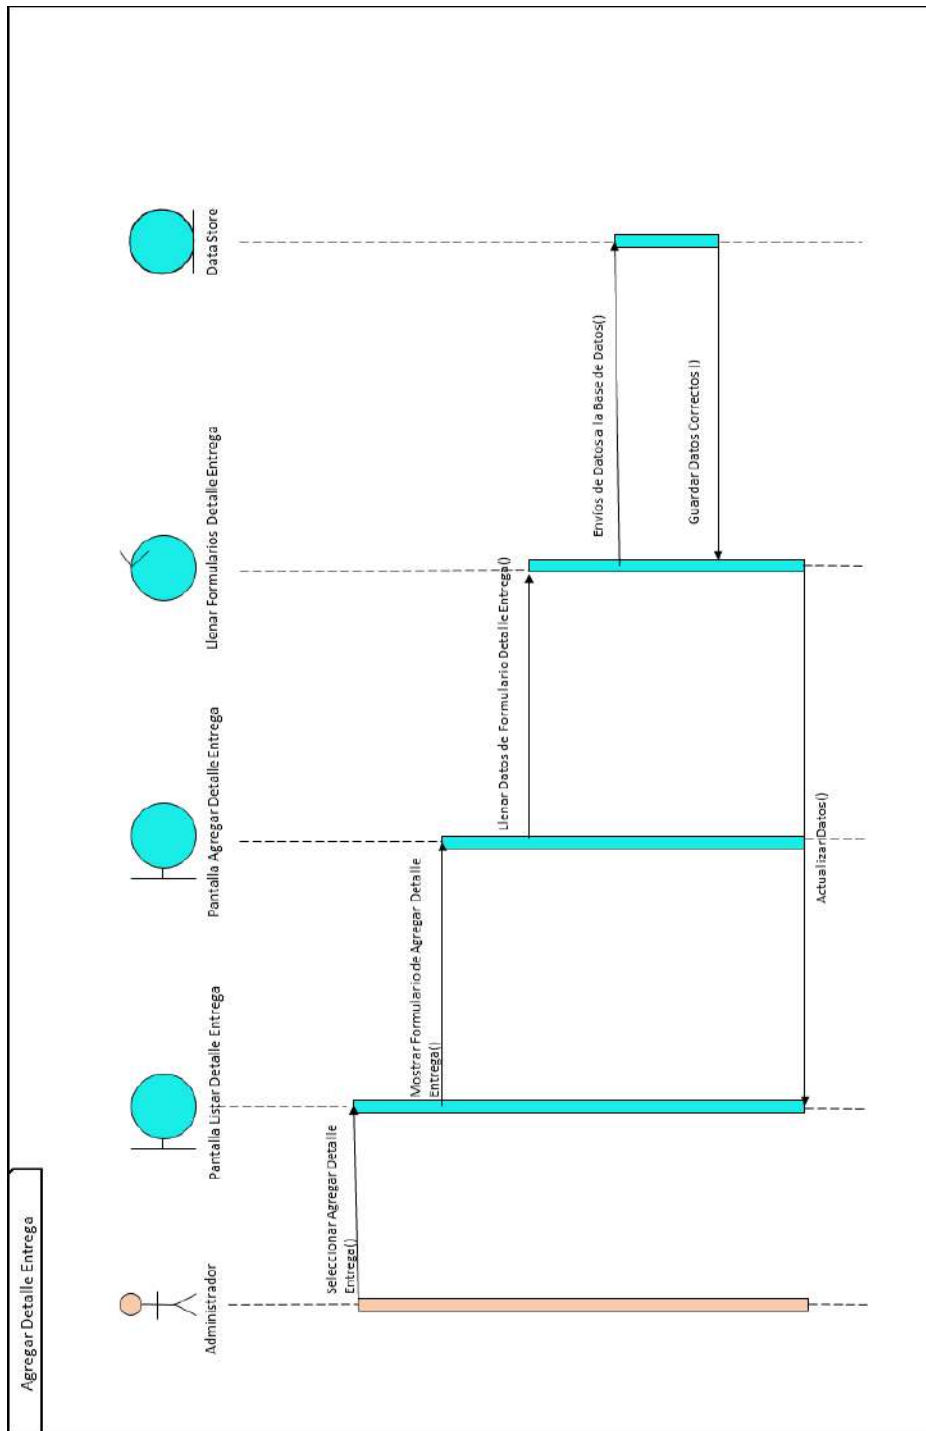 Agregar Detalle Entrega
Administrador
Pantalla Listar Detalle Entrega
Pantalla Agregar Detalle Entrega
Llenar Formularios Detalle Entrega
Data Store
Seleccionar Agregar Detalle
Entrega()
Mostrar Formulario de Agregar Detalle
Entrega()
Llenar Datos de Formulario Detalle Entrega()
Envíos de Datos a la Base de Datos()
Guardar Datos Correctos ()
Actualizar Datos()